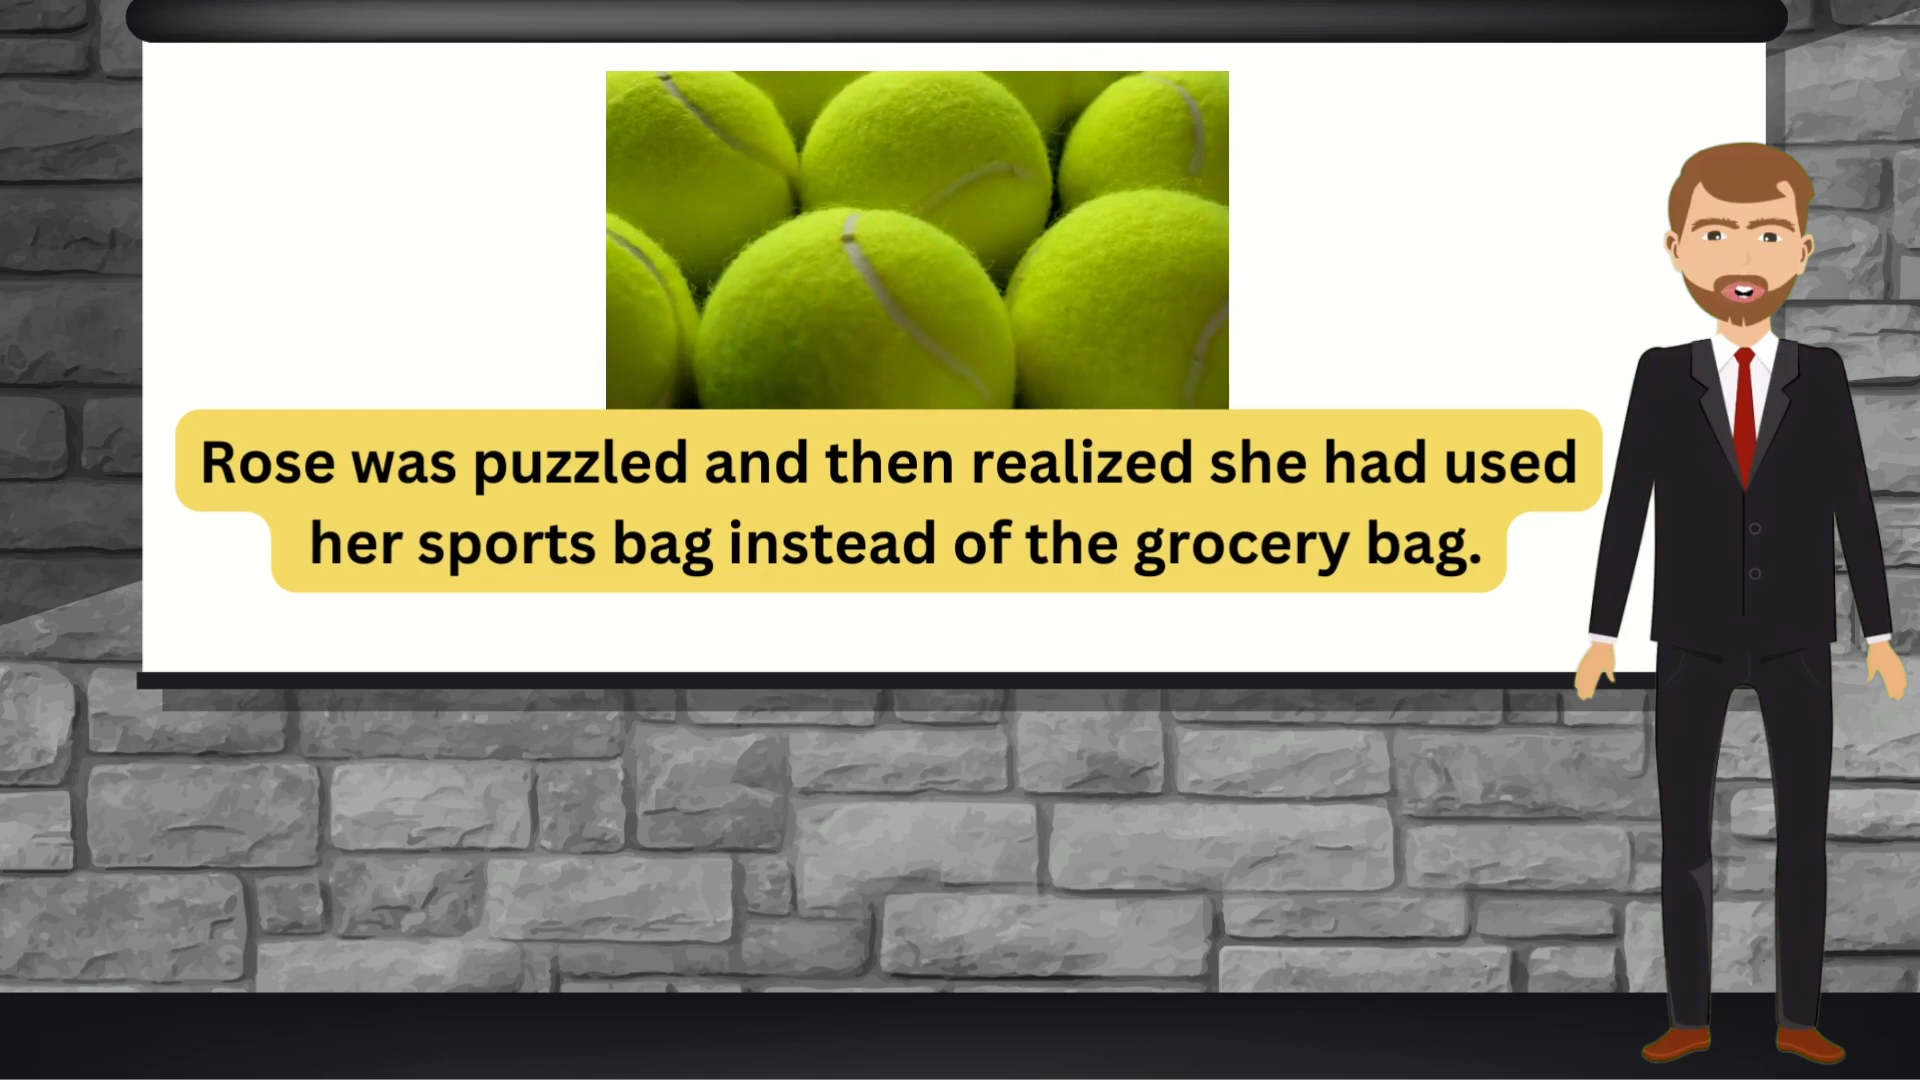 Rose was puzzled and then realized she had used
her sports bag instead of the grocery bag.